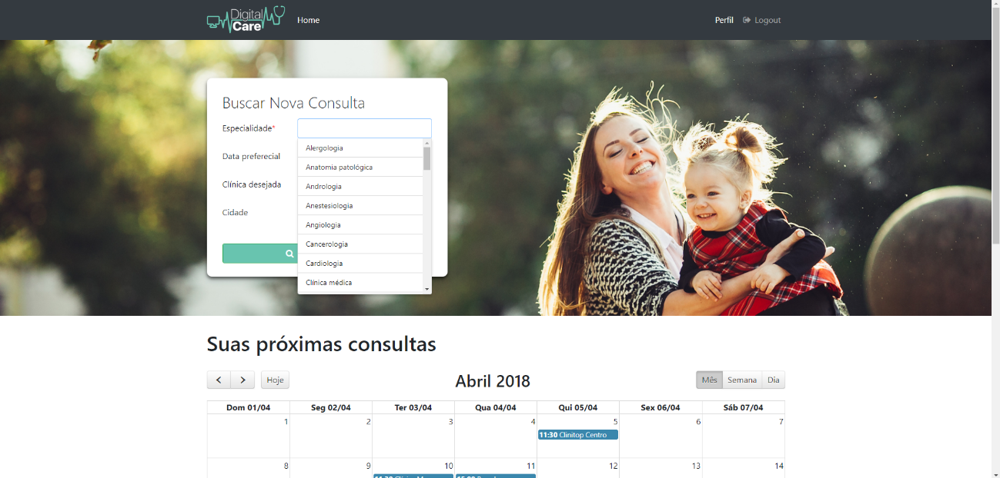 Digital
Care
Home
Perfil
Logout
Buscar Nova Consulta
Especialidade*
Data preferecial
Clínica desejada
Cidade
Alergologia
Anatomia patológica
Andrologia
Anestesiologia
Angiologia
Cancerologia
Cardiologia
Clínica médica
Suas próximas consultas
Hoje
Abril 2018
Mês Semana Dia
Dom 01/04 Seg 02/04 Ter 03/04 Qua 04/04 Qui 05/04 Sex 06/04 Sáb 07/04
1 2 3 4 5 6 7
11:30 Clinitop Centro
8 9 10 11 12 13 14